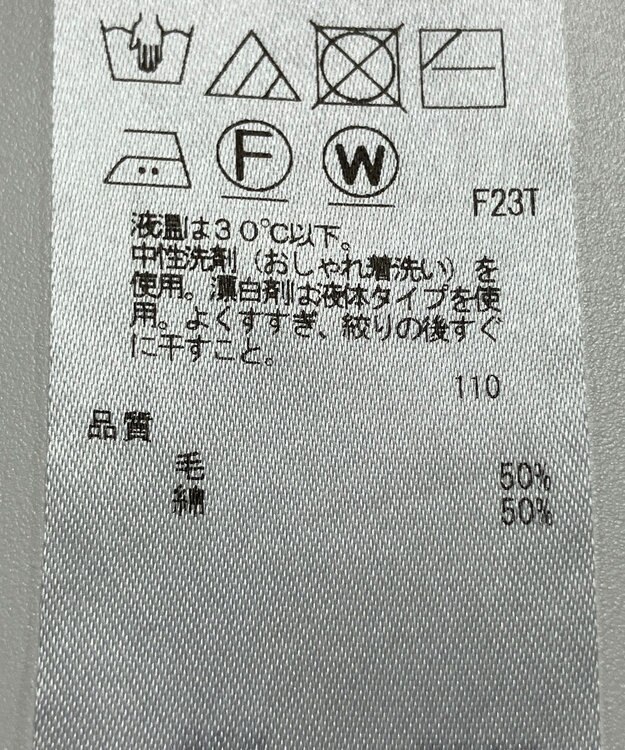 F W
F23T
液温は30℃以下。
中性洗剤(おしゃれ着洗い)を
使用。漂白剤は液体タイプを使
用。よくすすぎ、絞りの後すぐ
に干すこと。
110
品質
毛 50%
綿 50%